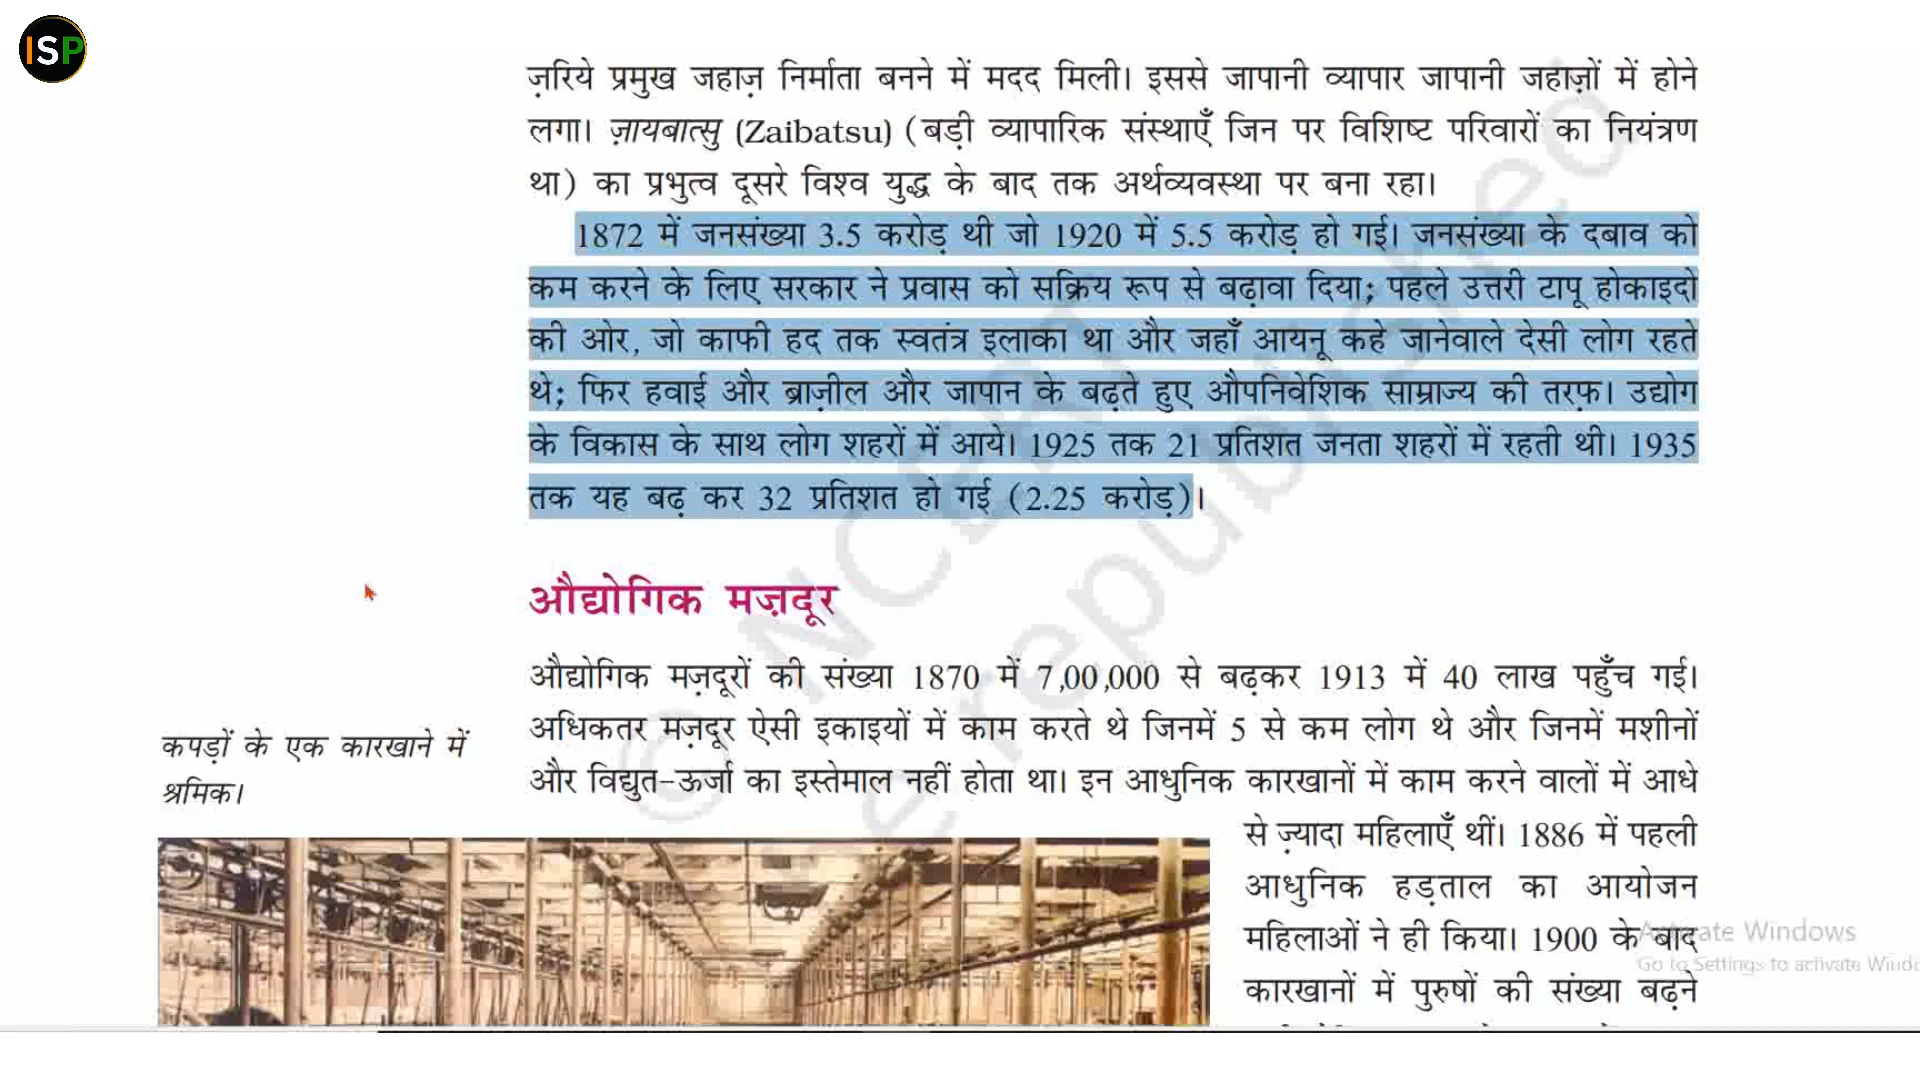 ISP
ज़रिये प्रमुख जहाज़ निर्माता बनने में मदद मिली। इससे जापानी व्यापार जापानी जहाज़ों में होने
लगा। ज़ायबात्सु (Zaibatsu) (बड़ी व्यापारिक संस्थाएँ जिन पर विशिष्ट परिवारों का नियंत्रण
था) का प्रभुत्व दूसरे विश्व युद्ध के बाद तक अर्थव्यवस्था पर बना रहा।
1872 में जनसंख्या 3.5 करोड़ थी जो 1920 में 5.5 करोड़ हो गई। जनसंख्या के दबाव को
कम करने के लिए सरकार ने प्रवास को सक्रिय रूप से बढ़ावा दिया; पहले उत्तरी टापू होकाइदो
की ओर, जो काफी हद तक स्वतंत्र इलाका था और जहाँ आयनू कहे जानेवाले देसी लोग रहते
थे; फिर हवाई और ब्राज़ील और जापान के बढ़ते हुए औपनिवेशिक साम्राज्य की तरफ़। उद्योग
के विकास के साथ लोग शहरों में आये। 1925 तक 21 प्रतिशत जनता शहरों में रहती थी। 1935
तक यह बढ़ कर 32 प्रतिशत हो गई (2.25 करोड़)।
औद्योगिक मज़दूर
औद्योगिक मज़दूरों की संख्या 1870 में 7,00,000 से बढ़कर 1913 में 40 लाख पहुँच गई।
अधिकतर मज़दूर ऐसी इकाइयों में काम करते थे जिनमें 5 से कम लोग थे और जिनमें मशीनों
और विद्युत-ऊर्जा का इस्तेमाल नहीं होता था। इन आधुनिक कारखानों में काम करने वालों में आधे
से ज़्यादा महिलाएँ थीं। 1886 में पहली
आधुनिक हड़ताल का आयोजन
महिलाओं ने ही किया। 1900 के बाद
कारखानों में पुरुषों की संख्या बढ़ने
कपड़ों के एक कारखाने में
श्रमिक।
© NCERT
republished
Activate Windows
Go to Settings to activate Windo